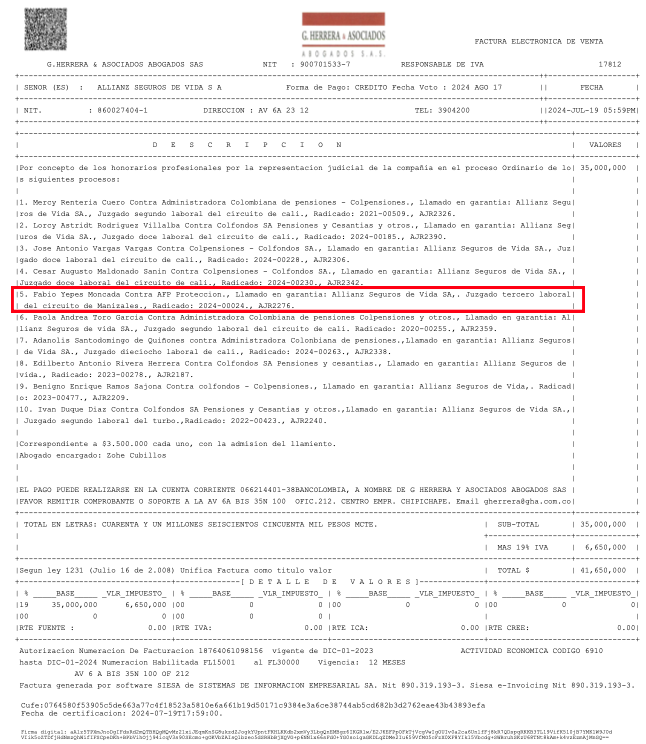 G. HERRERA & ASOCIADOS
ABOGADOS S.A.S.
FACTURA ELECTRONICA DE VENTA
G.HERRERA & ASOCIADOS ABOGADOS SAS NIT : 900701533-7 RESPONSABLE DE IVA 17812
SENOR (ES) : ALLIANZ SEGUROS DE VIDA S A Forma de Pago: CREDITO Fecha Vcto : 2024 AGO 17 || FECHA
NIT. : 860027404-1 DIRECCION : AV 6A 23 12 TEL: 3904200 ||2024-JUL-19 05:59PM|
| D E S C R I P C I O N | VALORES |
|Por concepto de los honorarios profesionales por la representacion judicial de la compañia en el proceso Ordinario de lo| 35,000,000 |
|s siguientes procesos:
|1. Mercy Renteria Cuero Contra Administradora Colombiana de pensiones - Colpensiones., Llamado en garantia: Allianz Segu|
|ros de Vida SA., Juzgado segundo laboral del circuito de cali., Radicado: 2021-00509., AJR2326.
|2. Lorcy Astridt Rodriguez Villalba Contra Colfondos SA Pensiones y Cesantias y otros., Llamado en garantia: Allianz Seg|
|uros de Vida SA., Juzgado doce laboral del circuito de cali., Radicado: 2024-00185., AJR2390.
|3. Jose Antonio Vargas Vargas Contra Colpensiones - Colfondos SA., Llamado en garantia: Allianz Seguros de Vida SA., Juz|
|gado doce laboral del circuito de cali., Radicado: 2024-00228., AJR2306.
|4. Cesar Augusto Maldonado Sanin Contra Colpensiones - Colfondos SA., Llamado en garantia: Allianz Seguros de Vida SA.,|
|Juzgado doce laboral del circuito de cali., Radicado: 2024-00230., AJR2342.
|5. Fabio Yepes Moncada Contra AFP Proteccion., Llamado en garantia: Allianz Seguros de Vida SA,. Juzgado tercero laboral|
|del circuito de Manizales., Radicado: 2024-00024., AJR2276.
|6. Paola Andrea Toro Garcia Contra Administradora Colombiana de pensiones Colpensiones y otros., Llamado en garantia: Al|
|lianz Seguros de vida SA., Juzgado segundo laboral del circuito de cali. Radicado: 2020-00255., AJR2359.
|7. Adanolis Santodomingo de Quiñones contra Administradora Colonbiana de pensiones.,Llamado en garantia: Allianz Seguros|
|de Vida SA., Juzgado dieciocho laboral de cali., Radicado: 2024-00263., AJR2338.
|8. Edilberto Antonio Rivera Herrera Contra Colfondos SA Pensiones y cesantias., Llamado en garantia: Allianz Seguros de|
|vida., Radicado: 2023-00278., AJR2187.
|9. Benigno Enrique Ramos Sajona Contra colfondos - Colpensiones., Llamado en garantia: Allianz Seguros de Vida,. Radicad|
|o: 2023-00477., AJR2209.
|10. Ivan Duque Diaz Contra Colfondos SA Pensiones y Cesantias y otros.,Llamado en garantia: Allianz Seguros de Vida SA.,|
| Juzgado segundo laboral del turbo.,Radicado: 2022-00423., AJR2240.
|Correspondiente a $3.500.000 cada uno, con la admision del llamiento.
|Abogado encargado: Zohe Cubillos
|EL PAGO PUEDE REALIZARSE EN LA CUENTA CORRIENTE 066214401-38BANCOLOMBIA, A NOMBRE DE G HERRERA Y ASOCIADOS ABOGADOS SAS|
|FAVOR REMITIR COMPROBANTE O SOPORTE A LA AV 6A BIS 35N 100 OFIC.212. CENTRO EMPR. CHIPICHAPE. Email gherrera@gha.com.co|
| TOTAL EN LETRAS: CUARENTA Y UN MILLONES SEISCIENTOS CINCUENTA MIL PESOS MCTE. | SUB-TOTAL | 35,000,000 |
| MAS 19% IVA | 6,650,000 |
|Segun ley 1231 (Julio 16 de 2.008) Unifica Factura como titulo valor | TOTAL $ | 41,650,000 |
[ D E T A L L E D E V A L O R E S ]
| % _____BASE_____ _VLR_IMPUESTO_ | % _____BASE_____ _VLR_IMPUESTO_ | % _____BASE_____ _VLR_IMPUESTO_ | % _____BASE_____ _VLR_IMPUESTO_|
|19 35,000,000 6,650,000 |00 0 0 |00 0 0 |00 0 0|
|00 0 0 |00 0 0 |
|RTE FUENTE : 0.00 |RTE IVA: 0.00 |RTE ICA: 0.00 |RTE CREE: 0.00|
Autorizacion Numeracion De Facturacion 18764061098156 vigente de DIC-01-2023 ACTIVIDAD ECONOMICA CODIGO 6910
hasta DIC-01-2024 Numeracion Habilitada FL15001 al FL30000 Vigencia: 12 MESES
AV 6 A BIS 35N 100 OF 212
Factura generada por software SIESA de SISTEMAS DE INFORMACION EMPRESARIAL SA. Nit 890.319.193-3. Siesa e-Invoicing Nit 890.319.193-3.
Cufe:0764580f53905c5de663a77c4f18523a5810e6a661b19d50171c9384e3a6ce38744ab5cd682b3d2762eae43b43893efa
Fecha de certificacion: 2024-07-19T17:59:00.
Firma digital: